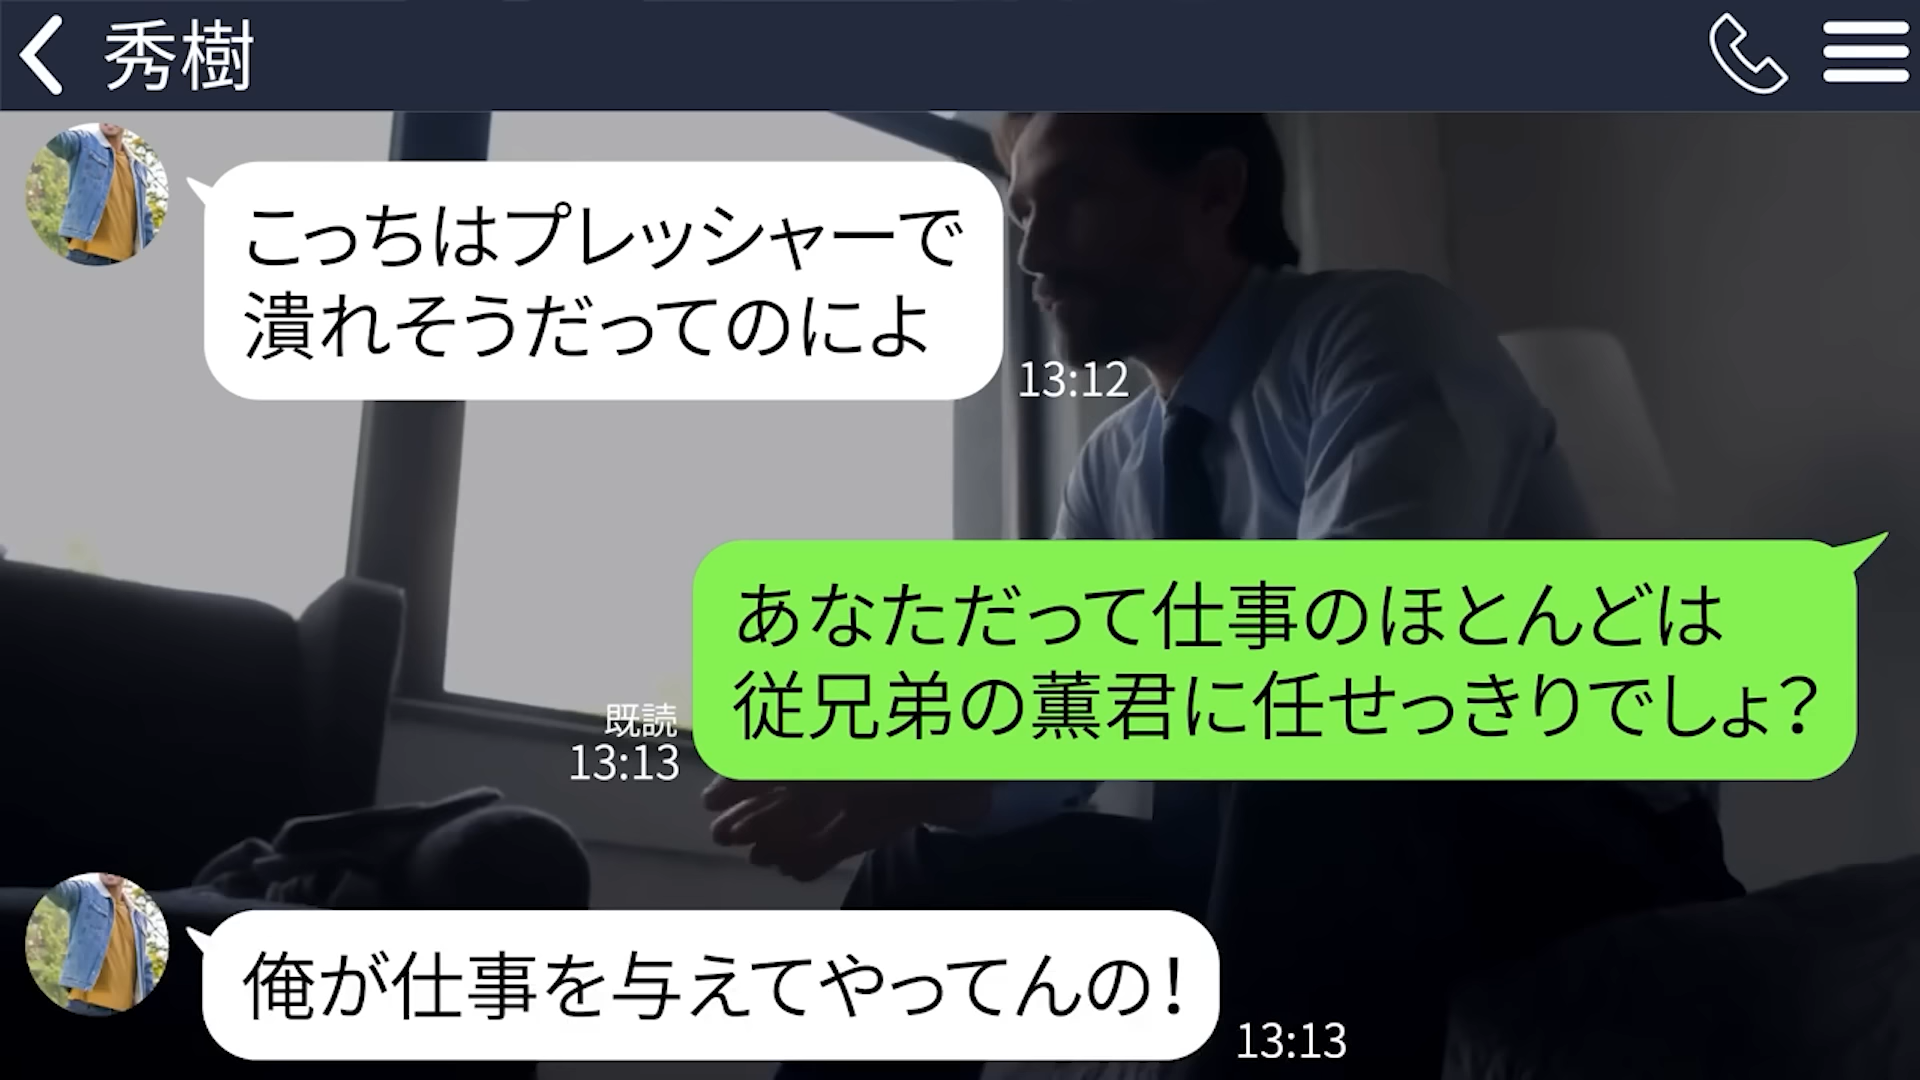 秀樹
こっちはプレッシャーで
潰れそうだってのによ
13:12
あなただって仕事のほとんどは
従兄弟の薫君に任せっきりでしょ？
既読
13:13
俺が仕事を与えてやってんの！
13:13